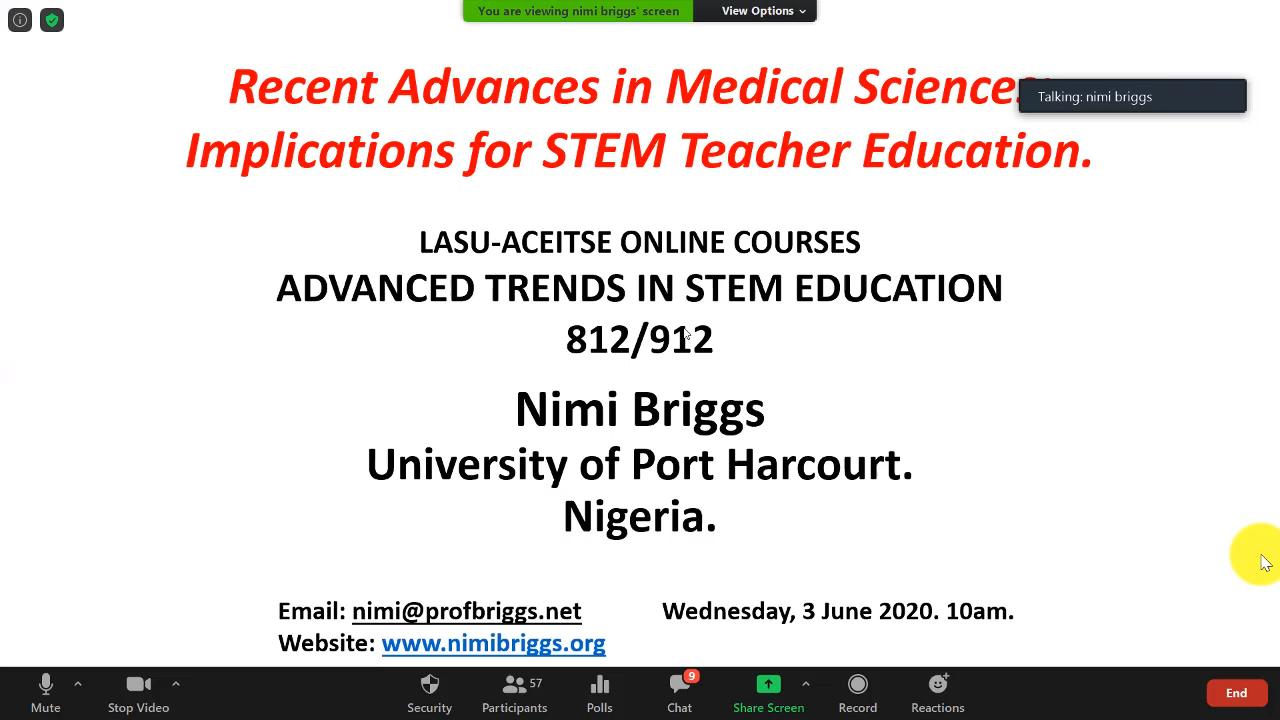 You are viewing nimi briggs' screen
View Options
Recent Advances in Medical Sciences:
Talking: nimi briggs
Implications for STEM Teacher Education.
LASU-ACEITSE ONLINE COURSES
ADVANCED TRENDS IN STEM EDUCATION
812/912
Nimi Briggs
University of Port Harcourt.
Nigeria.
Email: nimi@profbriggs.net
Wednesday, 3 June 2020. 10am.
Website: www.nimibriggs.org
Mute
Stop Video
Security
57
Participants
Polls
9
Chat
Share Screen
Record
Reactions
End